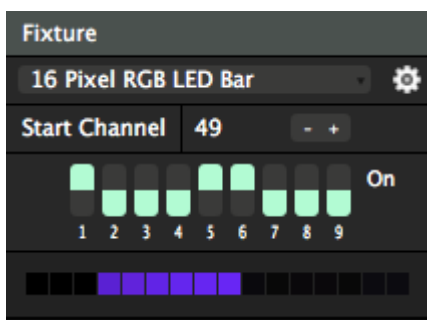 Fixture
16 Pixel RGB LED Bar
Start Channel 49 - +
On
1 2 3 4 5 6 7 8 9